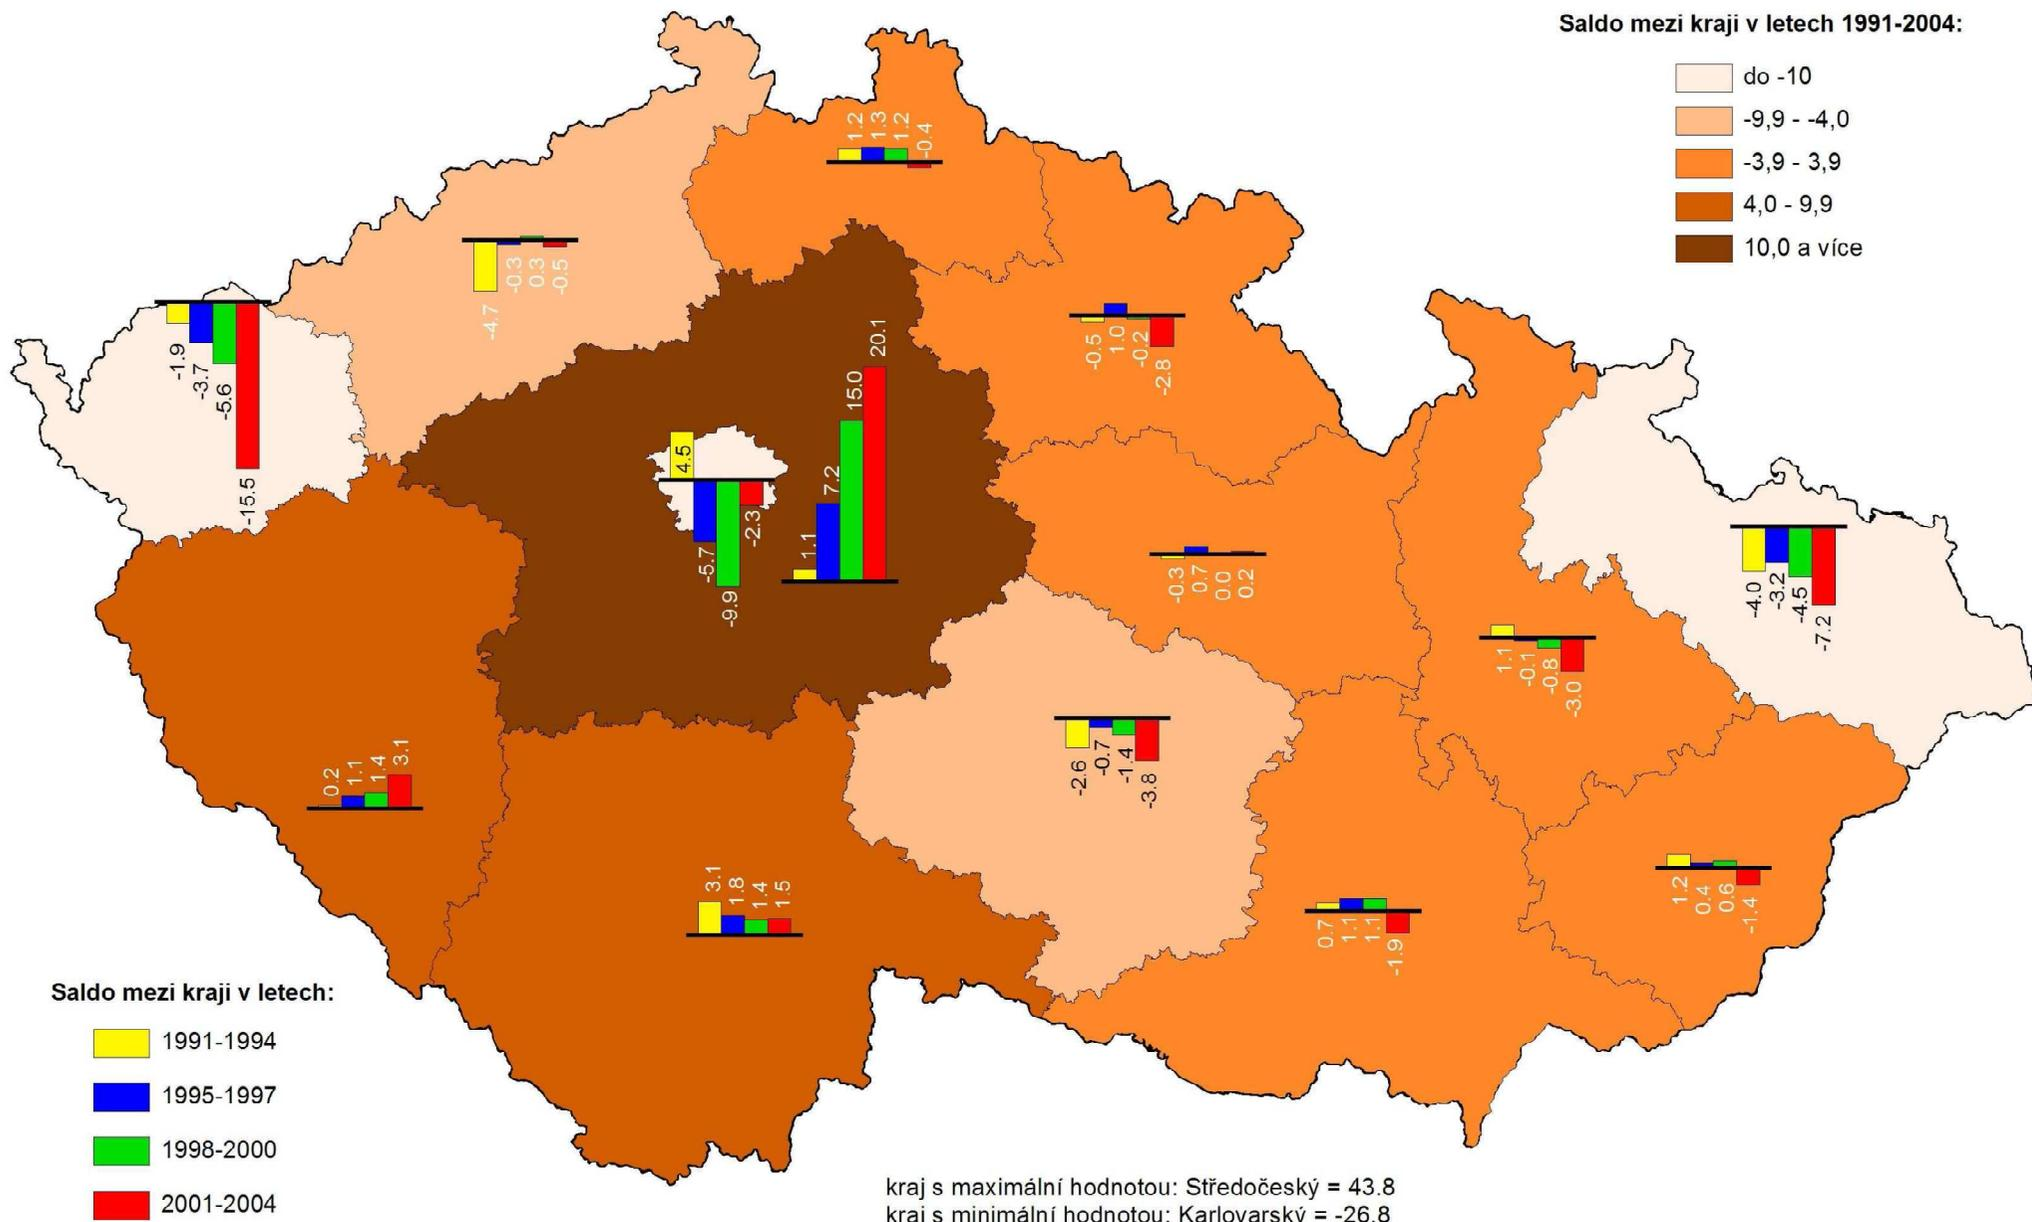 Saldo mezi kraji v letech 1991-2004:
do -10
-9,9 - -4,0
-3,9 - 3,9
4,0 - 9,9
10,0 a více
1.2 1.3 1.2 -0.4
-4.7 -0.3 0.3 -0.5
-1.9 -3.7 -5.6 -15.5
-0.5 1.0 -0.2 -2.8
4.5 -5.7 -9.9 -2.3
1.1 7.2 15.0 20.1
-0.3 0.7 0.0 0.2
-4.0 -3.2 -4.5 -7.2
1.1 -0.1 -0.8 -3.0
-2.6 -0.7 -1.4 -3.8
0.2 1.1 1.4 3.1
3.1 1.8 1.4 1.5
0.7 1.1 1.1 -1.9
1.2 0.4 0.6 -1.4
Saldo mezi kraji v letech:
1991-1994
1995-1997
1998-2000
2001-2004
kraj s maximální hodnotou: Středočeský = 43.8
kraj s minimální hodnotou: Karlovarský = -26.8